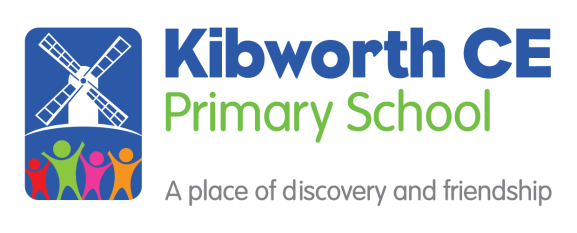 Kibworth CE
Primary School
A place of discovery and friendship